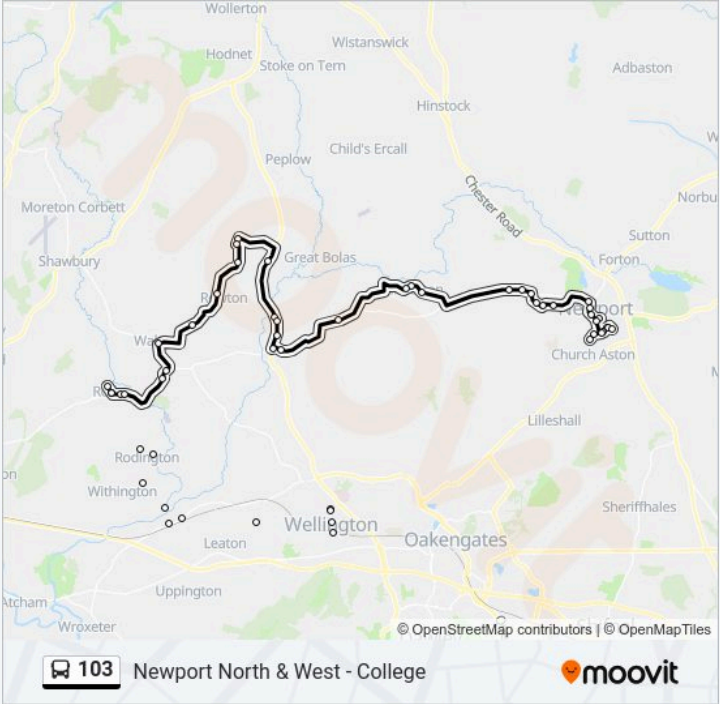 Wollerton
Wistanswick
Hodnet
Stoke on Tern
Adbaston
Hinstock
Child's Ercall
Peplow
Chester Road
Norbu
Moreton Corbett
Sutton
Great Bolas
Forton
Shawbury
Newport
Church Aston
Lilleshall
Rodington
Withington
Sheriffhales
Wellington
Oakengates
Leaton
Uppington
Atcham
Wroxeter
© OpenStreetMap contributors | © OpenMapTiles
103 Newport North & West - College
moovit